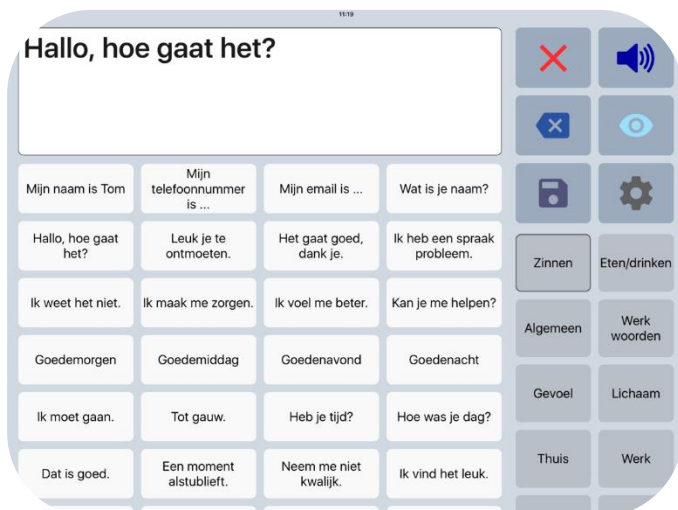 11:19
Hallo, hoe gaat het?
Mijn naam is Tom
Mijn
telefoonnummer
is ...
Mijn email is ...
Wat is je naam?
Hallo, hoe gaat
het?
Leuk je te
ontmoeten.
Het gaat goed,
dank je.
Ik heb een spraak
probleem.
Ik weet het niet.
Ik maak me zorgen.
Ik voel me beter.
Kan je me helpen?
Goedemorgen
Goedemiddag
Goedenavond
Goedenacht
Ik moet gaan.
Tot gauw.
Heb je tijd?
Hoe was je dag?
Dat is goed.
Een moment
alstublieft.
Neem me niet
kwalijk.
Ik vind het leuk.
Zinnen
Eten/drinken
Algemeen
Werk
woorden
Gevoel
Lichaam
Thuis
Werk